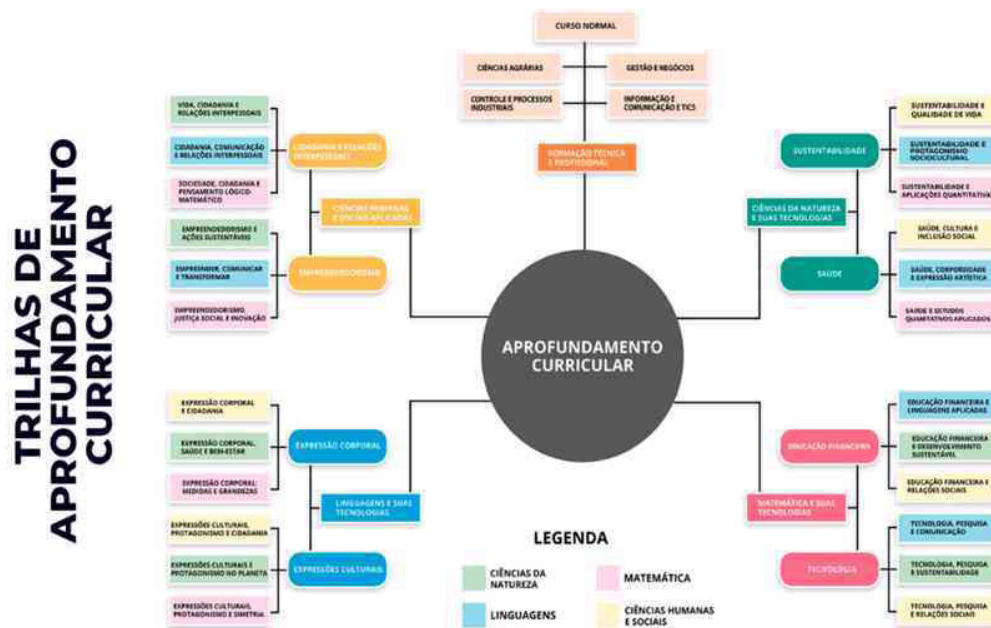 TRILHAS DE
APROFUNDAMENTO
CURRICULAR
CURSO NORMAL
CIÊNCIAS AGRÁRIAS
GESTÃO E NEGÓCIOS
CONTROLE E PROCESSOS
INDUSTRIAIS
INFORMAÇÃO E
COMUNICAÇÃO E TICS
FORMAÇÃO TÉCNICA
E PROFISSIONAL
VIDA, CIDADANIA E
RELAÇÕES INTERPESSOAIS
CIDADANIA, COMUNICAÇÃO
E RELAÇÕES INTERPESSOAIS
SOCIEDADE, CIDADANIA E
PENSAMENTO LÓGICO-
MATEMÁTICO
CIDADANIA E RELAÇÕES
INTERPESSOAIS
CIÊNCIAS HUMANAS
E SOCIAIS APLICADAS
EMPREENDEDORISMO E
AÇÕES SUSTENTÁVEIS
EMPREENDER, COMUNICAR
E TRANSFORMAR
EMPREENDEDORISMO,
JUSTIÇA SOCIAL E INOVAÇÃO
EMPREENDEDORISMO
SUSTENTABILIDADE
SUSTENTABILIDADE E
QUALIDADE DE VIDA
SUSTENTABILIDADE E
PROTAGONISMO
SOCIOCULTURAL
SUSTENTABILIDADE E
APLICAÇÕES QUANTITATIVA
CIÊNCIAS DA NATUREZA
E SUAS TECNOLOGIAS
SAÚDE
SAÚDE, CULTURA E
INCLUSÃO SOCIAL
SAÚDE, CORPOREIDADE
E EXPRESSÃO ARTÍSTICA
SAÚDE E ESTUDOS
QUANTITATIVOS APLICADOS
APROFUNDAMENTO
CURRICULAR
EXPRESSÃO CORPORAL
E CIDADANIA
EXPRESSÃO CORPORAL,
SAÚDE E BEM-ESTAR
EXPRESSÃO CORPORAL:
MEDIDAS E GRANDEZAS
EXPRESSÃO CORPORAL
LINGUAGENS E SUAS
TECNOLOGIAS
EXPRESSÕES CULTURAIS,
PROTAGONISMO E CIDADANIA
EXPRESSÕES CULTURAIS E
PROTAGONISMO NO PLANETA
EXPRESSÕES CULTURAIS,
PROTAGONISMO E SIMETRIA
EXPRESSÕES CULTURAIS
EDUCAÇÃO FINANCEIRA
EDUCAÇÃO FINANCEIRA E
LINGUAGENS APLICADAS
EDUCAÇÃO FINANCEIRA
E DESENVOLVIMENTO
SUSTENTÁVEL
EDUCAÇÃO FINANCEIRA E
RELAÇÕES SOCIAIS
MATEMÁTICA E SUAS
TECNOLOGIAS
TECNOLOGIA
TECNOLOGIA, PESQUISA
E COMUNICAÇÃO
TECNOLOGIA, PESQUISA
E SUSTENTABILIDADE
TECNOLOGIA, PESQUISA
E RELAÇÕES SOCIAIS
LEGENDA
CIÊNCIAS DA
NATUREZA
MATEMÁTICA
LINGUAGENS
CIÊNCIAS HUMANAS
E SOCIAIS